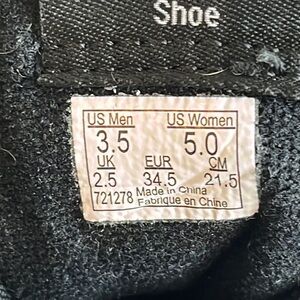 Shoe
US Men US Women
3.5 5.0
UK EUR CM
2.5 34.5 21.5
721278 Made in China
Fabrique en Chine